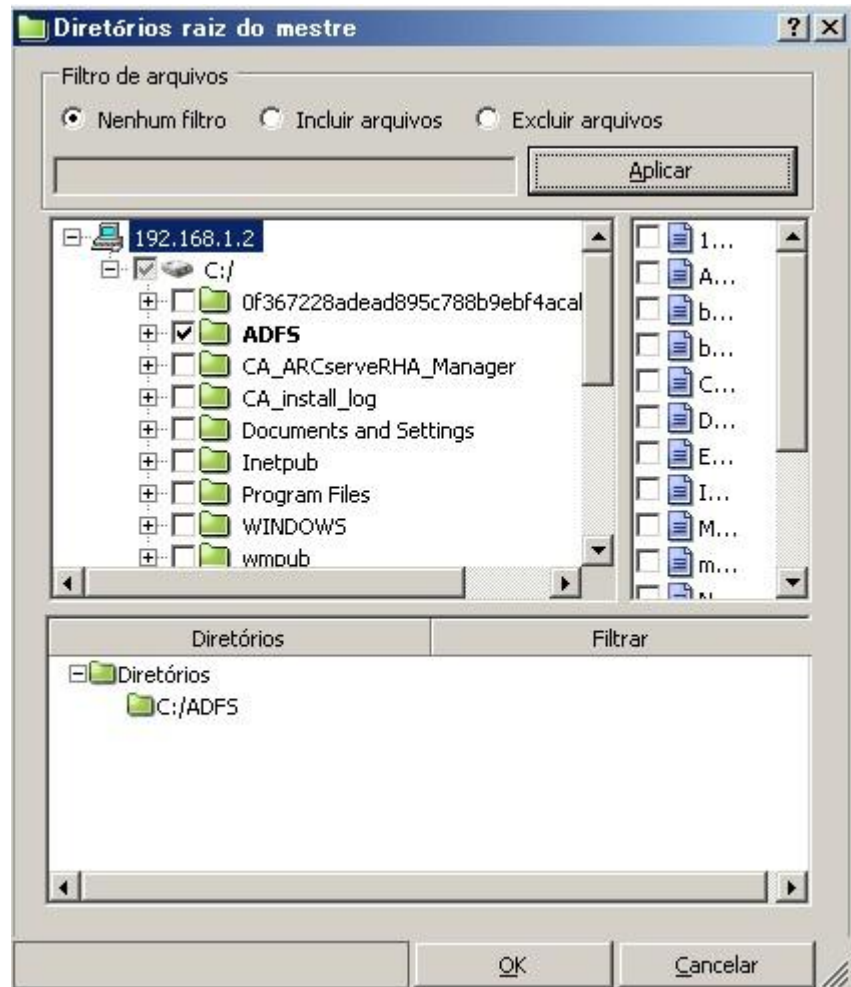 Diretórios raiz do mestre
Filtro de arquivos
Nenhum filtro Incluir arquivos Excluir arquivos
Aplicar
192.168.1.2
C:/
0f367228adead895c788b9ebf4acal
ADFS
CA_ARCserveRHA_Manager
CA_install_log
Documents and Settings
Inetpub
Program Files
WINDOWS
wmpub
1...
A...
b...
b...
C...
D...
E...
I...
M...
m...
Diretórios Filtrar
Diretórios
C:/ADFS
OK Cancelar